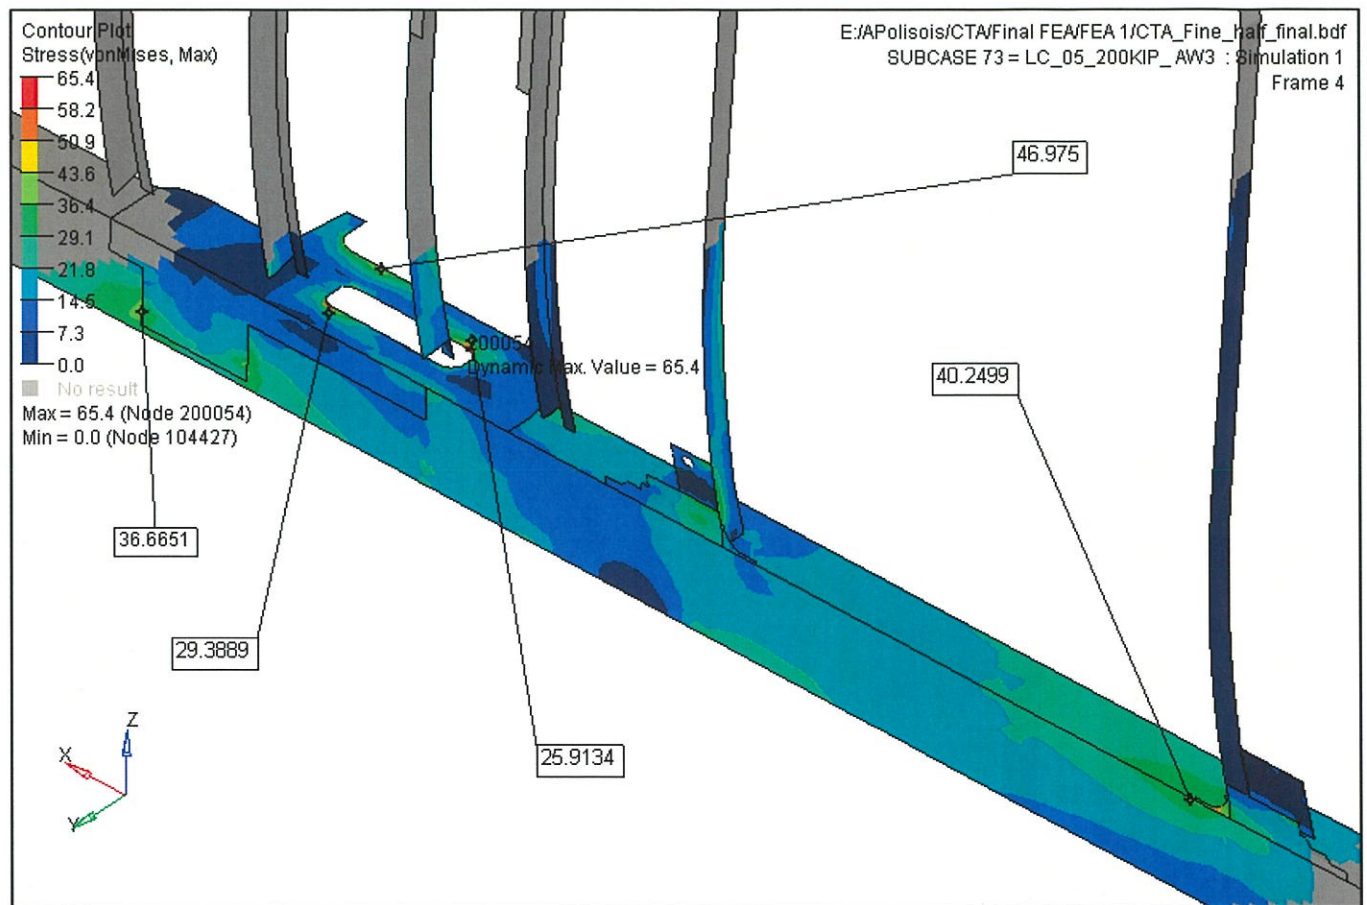 Contour Plot
Stress(vonMises, Max)
65.4
58.2
50.9
43.6
36.4
29.1
21.8
14.5
7.3
0.0
No result
Max = 65.4 (Node 200054)
Min = 0.0 (Node 104427)
E:/APolisois/CTA/Final FEA/FEA 1/CTA_Fine_half_final.bdf
SUBCASE 73 = LC_05_200KIP_AW3 : Simulation 1
Frame 4
46.975
200054
Dynamic Max. Value = 65.4
40.2499
36.6651
29.3889
25.9134
Z
X
Y